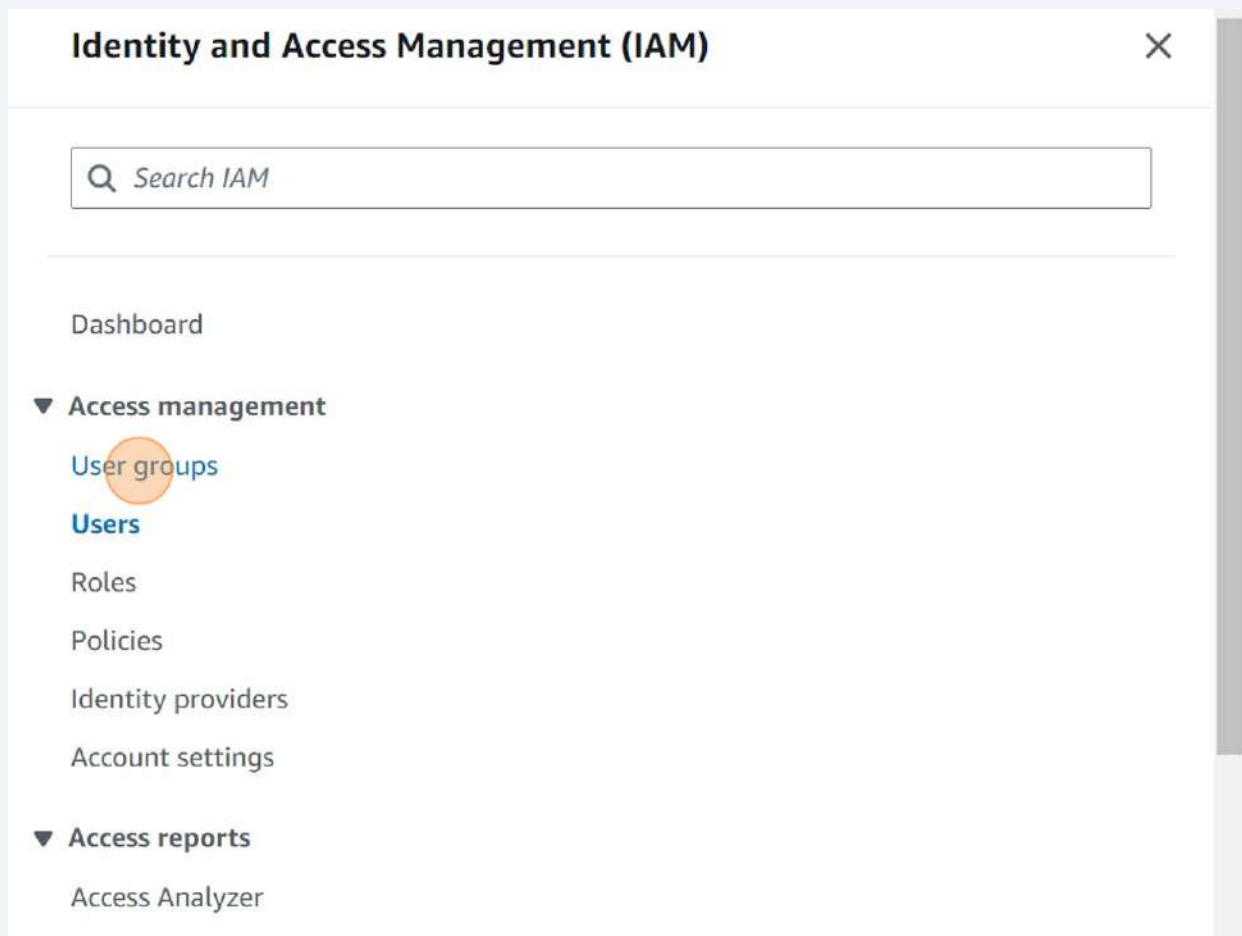 Identity and Access Management (IAM)
Search IAM
Dashboard
Access management
User groups
Users
Roles
Policies
Identity providers
Account settings
Access reports
Access Analyzer